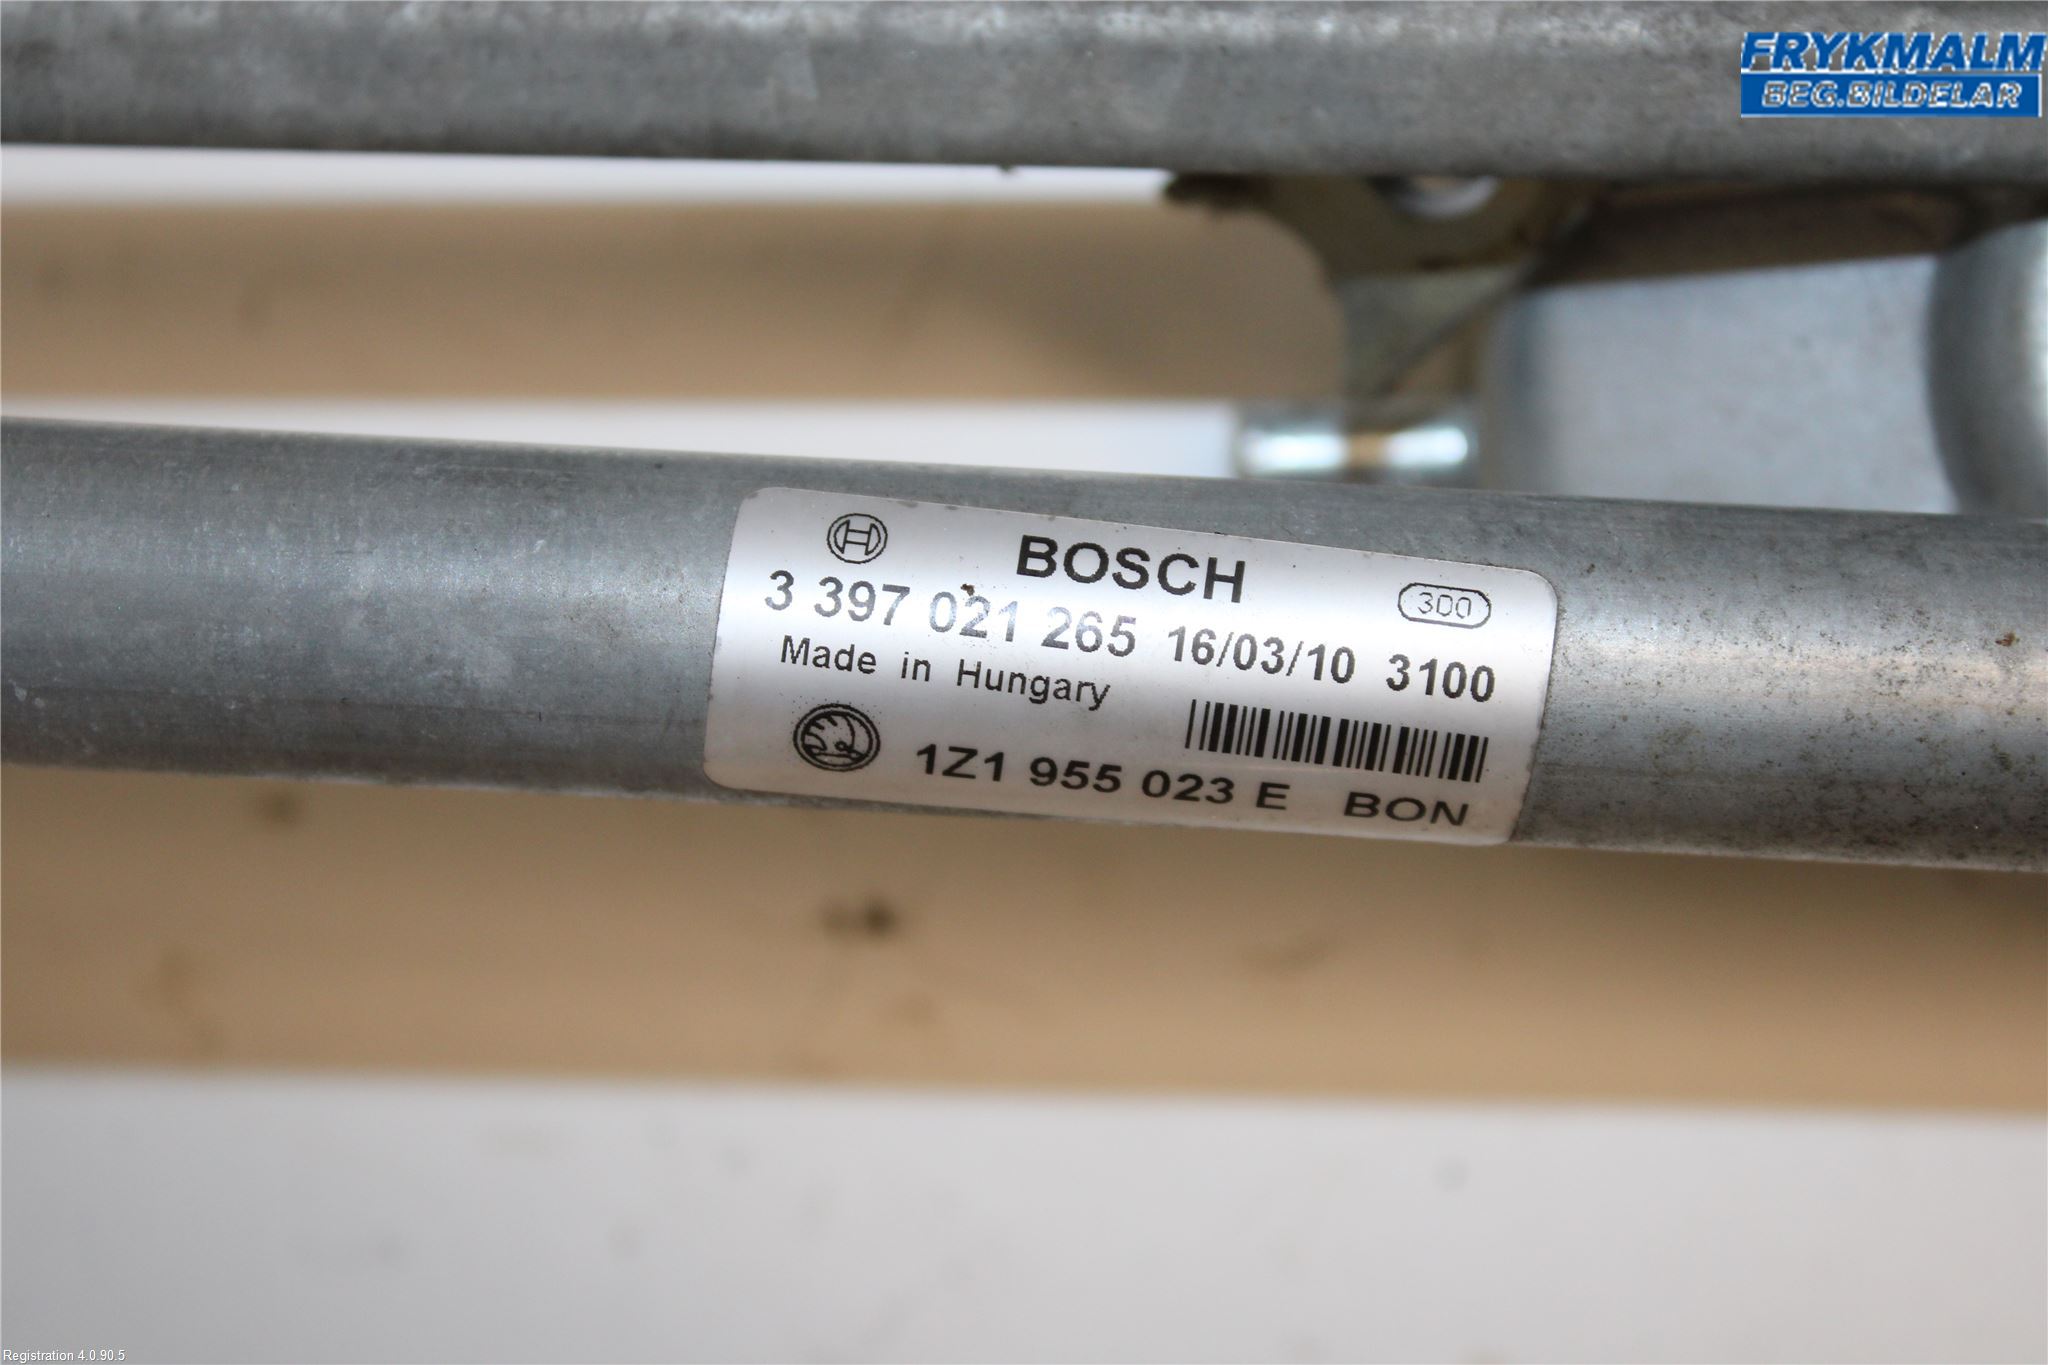 FRYKMALM
BEG.BILDELAR
BOSCH
300
3 397 021 265 16/03/10 3100
Made in Hungary
1Z1 955 023 E BON
Registration 4.0.90.5